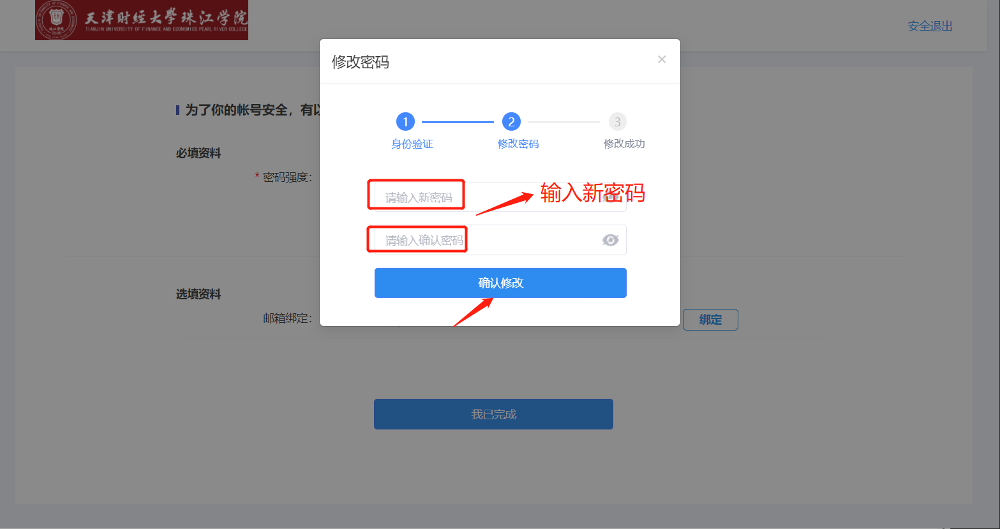 天津财经大學珠江学院
TIANJIN UNIVERSITY OF FINANCE AND ECONOMICS PEARL RIVER COLLEGE
安全退出
修改密码
×
为了你的帐号安全，有以
1
2
3
身份验证
修改密码
修改成功
必填资料
* 密码强度：
请输入新密码
输入新密码
请输入确认密码
确认修改
选填资料
邮箱绑定：
绑定
我已完成